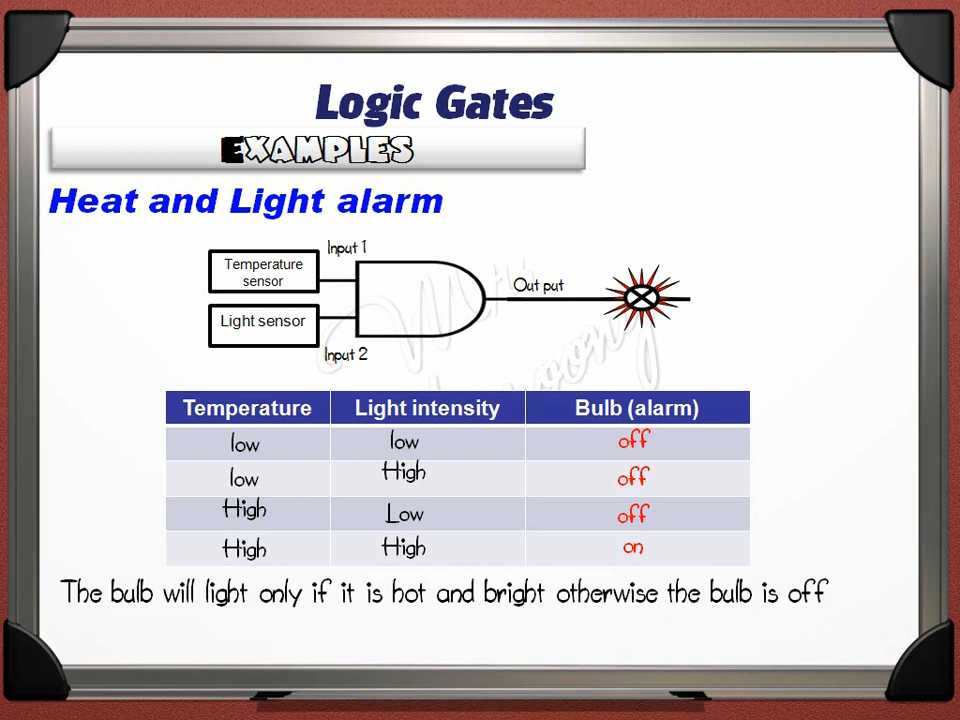 Logic Gates
EXAMPLES
Heat and Light alarm
Input 1
Temperature
sensor
Out put
Light sensor
Input 2
Temperature Light intensity Bulb (alarm)
low low off
low High off
High Low off
High High on
The bulb will light only if it is hot and bright otherwise the bulb is off